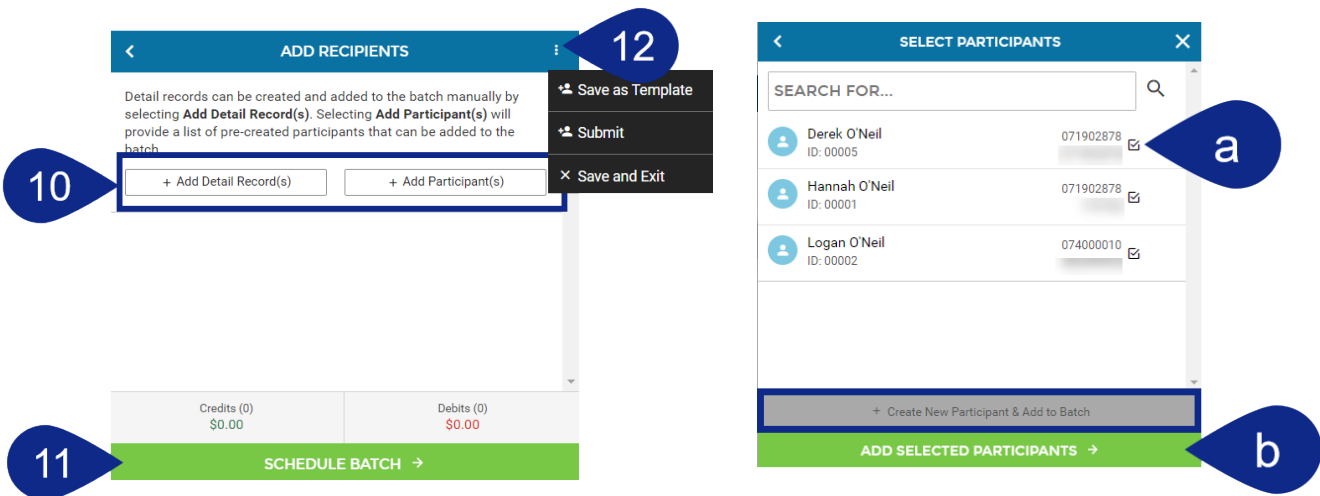 ADD RECIPIENTS
12
Detail records can be created and added to the batch manually by
selecting Add Detail Record(s). Selecting Add Participant(s) will
provide a list of pre-created participants that can be added to the
batch
Save as Template
Submit
Save and Exit
10
+ Add Detail Record(s)
+ Add Participant(s)
Credits (0)
$0.00
Debits (0)
$0.00
11
SCHEDULE BATCH →
SELECT PARTICIPANTS
SEARCH FOR...
Derek O'Neil
ID: 00005
071902878
a
Hannah O'Neil
ID: 00001
071902878
Logan O'Neil
ID: 00002
074000010
+ Create New Participant & Add to Batch
ADD SELECTED PARTICIPANTS →
b